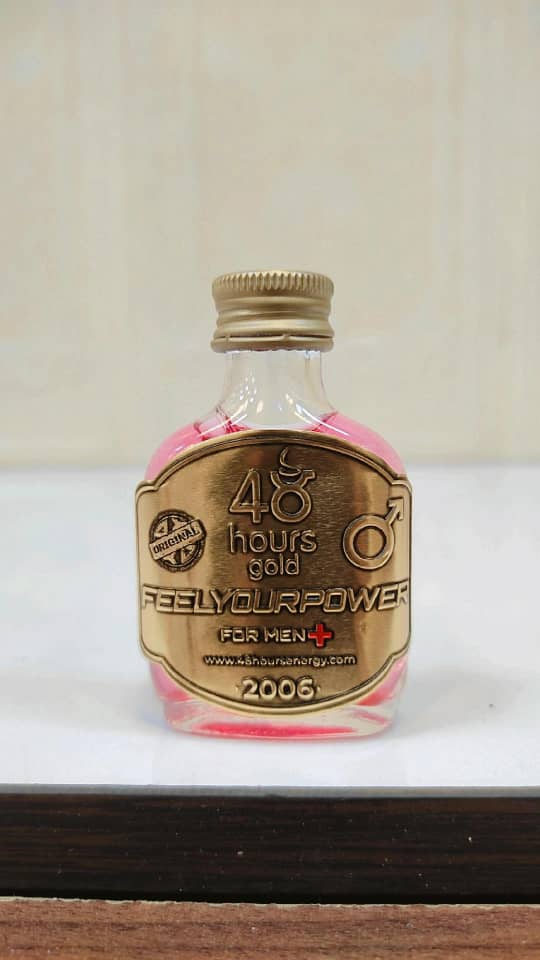 48
hours
gold
ORIGINAL
FEELYOURPOWER
FOR MEN+
www.48hoursenergy.com
·2006·